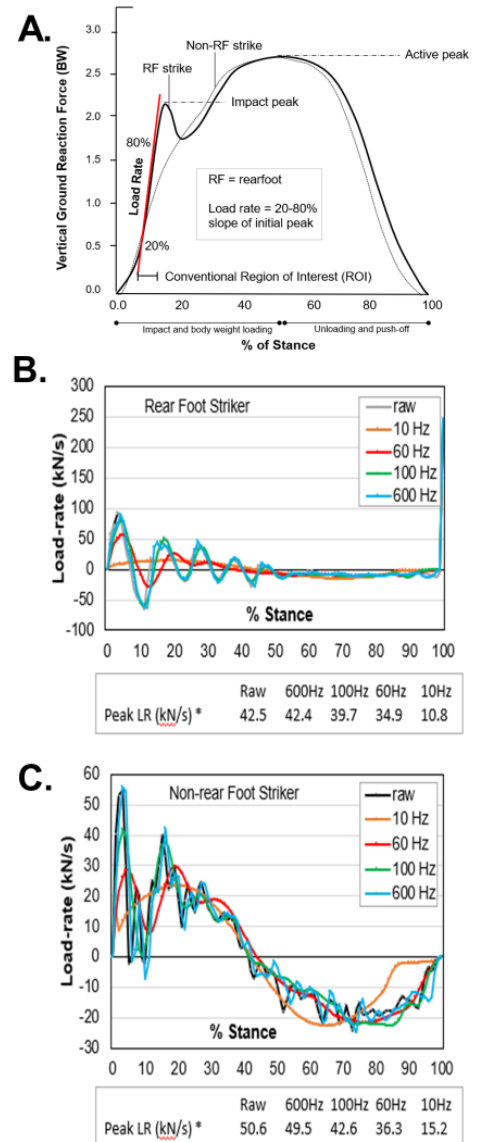 A.
Vertical Ground Reaction Force (BW)
3.0
2.5
2.0
1.5
1.0
0.5
0.0
Non-RF strike
RF strike
Active peak
Impact peak
80%
Load Rate
20%
RF = rearfoot
Load rate = 20-80%
slope of initial peak
Conventional Region of Interest (ROI)
0.0 20 40 60 80 100
Impact and body weight loading Unloading and push-off
% of Stance
B.
Load-rate (kN/s)
300
250
200
150
100
50
0
-50
-100
Rear Foot Striker
raw
10 Hz
60 Hz
100 Hz
600 Hz
% Stance
0 10 20 30 40 50 60 70 80 90 100
Raw 600Hz 100Hz 60Hz 10Hz
Peak LR (kN/s) * 42.5 42.4 39.7 34.9 10.8
C.
Load-rate (kN/s)
60
50
40
30
20
10
0
-10
-20
-30
Non-rear Foot Striker
raw
10 Hz
60 Hz
100 Hz
600 Hz
% Stance
0 10 20 30 40 50 60 70 80 90 100
Raw 600Hz 100Hz 60Hz 10Hz
Peak LR (kN/s) * 50.6 49.5 42.6 36.3 15.2